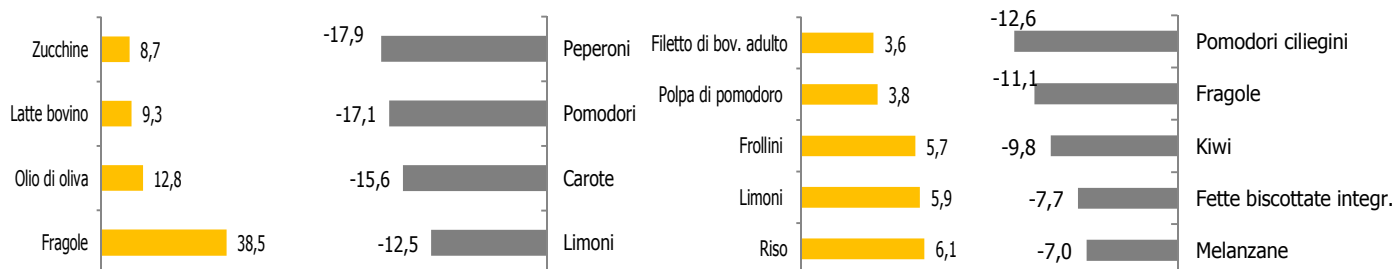 Zucchine 8,7
Latte bovino 9,3
Olio di oliva 12,8
Fragole 38,5
-17,9 Peperoni
-17,1 Pomodori
-15,6 Carote
-12,5 Limoni
Filetto di bov. adulto 3,6
Polpa di pomodoro 3,8
Frollini 5,7
Limoni 5,9
Riso 6,1
-12,6 Pomodori ciliegini
-11,1 Fragole
-9,8 Kiwi
-7,7 Fette biscottate integr.
-7,0 Melanzane